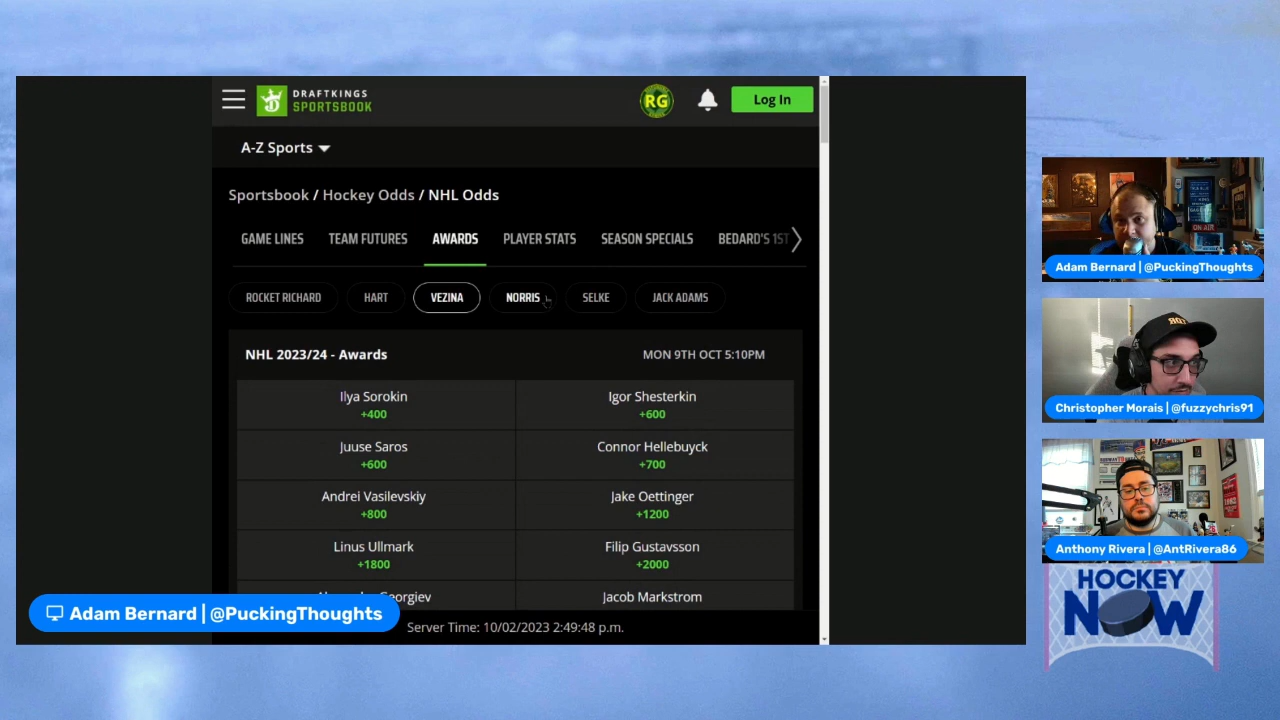 DRAFTKINGS
SPORTSBOOK
RG
Log In
A-Z Sports
Sportsbook / Hockey Odds / NHL Odds
GAME LINES TEAM FUTURES AWARDS PLAYER STATS SEASON SPECIALS BEDARD'S 1ST
ROCKET RICHARD HART VEZINA NORRIS SELKE JACK ADAMS
NHL 2023/24 - Awards MON 9TH OCT 5:10PM
Ilya Sorokin Igor Shesterkin
+400 +600
Juuse Saros Connor Hellebuyck
+600 +700
Andrei Vasilevskiy Jake Oettinger
+800 +1200
Linus Ullmark Filip Gustavsson
+1800 +2000
Jacob Markstrom
Server Time: 10/02/2023 2:49:48 p.m.
Adam Bernard | @PuckingThoughts
ON AIR
Adam Bernard | @PuckingThoughts
Christopher Morais | @fuzzychris91
Anthony Rivera | @AntRivera86
HOCKEY
NOW